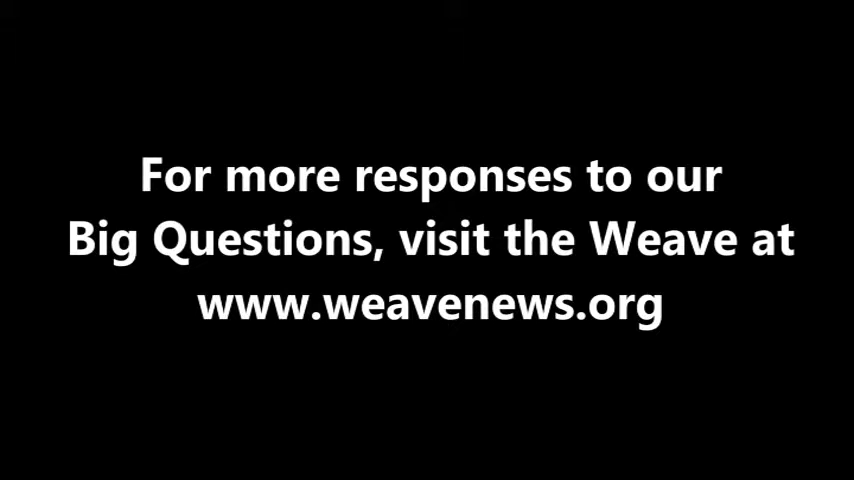 For more responses to our
Big Questions, visit the Weave at
www.weavenews.org